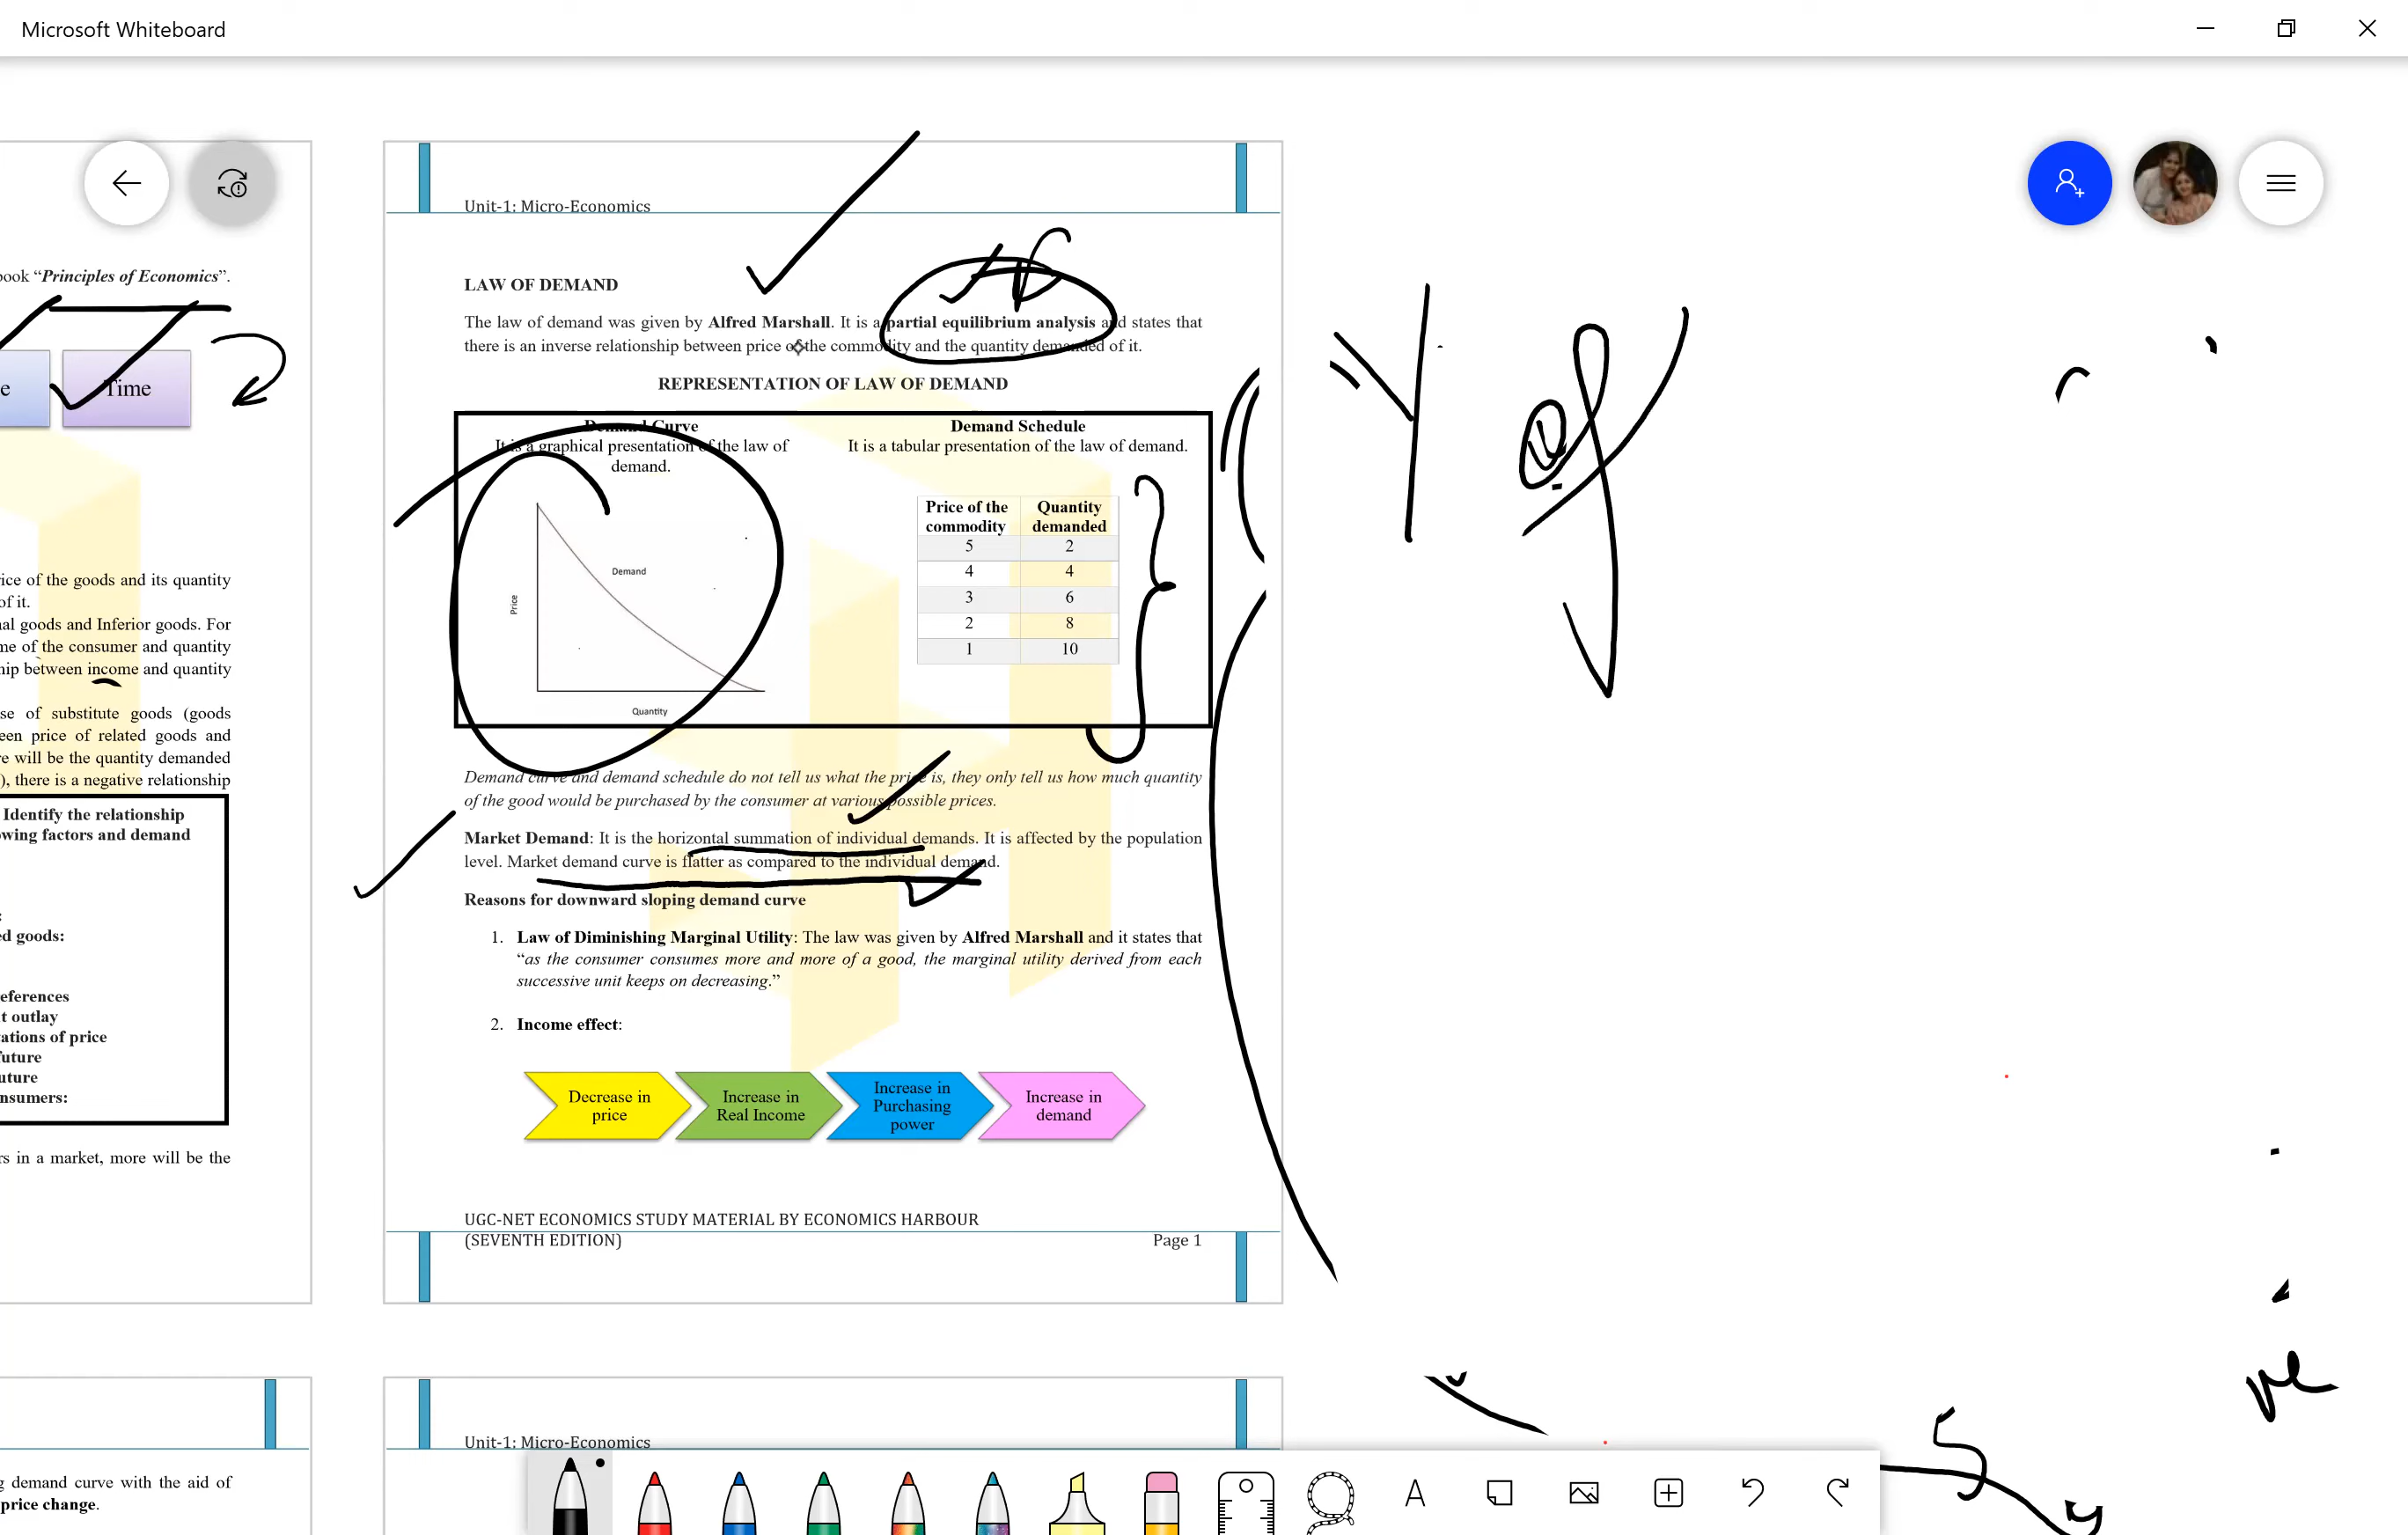 Microsoft Whiteboard
book “Principles of Economics”.
e
Time
rice of the goods and its quantity
of it.
nal goods and Inferior goods. For
me of the consumer and quantity
hip between income and quantity
se of substitute goods (goods
een price of related goods and
re will be the quantity demanded
), there is a negative relationship
Identify the relationship
owing factors and demand
:
ed goods:
eferences
t outlay
tations of price
future
uture
nsumers:
rs in a market, more will be the
g demand curve with the aid of
price change.
Unit-1: Micro-Economics
LAW OF DEMAND
The law of demand was given by Alfred Marshall. It is a partial equilibrium analysis and states that
there is an inverse relationship between price of the commodity and the quantity demanded of it.
REPRESENTATION OF LAW OF DEMAND
Demand Curve
It is a graphical presentation of the law of
demand.
Price
Demand
Quantity
Demand Schedule
It is a tabular presentation of the law of demand.
Price of the commodity Quantity demanded
5 2
4 4
3 6
2 8
1 10
Demand curve and demand schedule do not tell us what the price is, they only tell us how much quantity
of the good would be purchased by the consumer at various possible prices.
Market Demand: It is the horizontal summation of individual demands. It is affected by the population
level. Market demand curve is flatter as compared to the individual demand.
Reasons for downward sloping demand curve
1. Law of Diminishing Marginal Utility: The law was given by Alfred Marshall and it states that
“as the consumer consumes more and more of a good, the marginal utility derived from each
successive unit keeps on decreasing.”
2. Income effect:
Decrease in
price
Increase in
Real Income
Increase in
Purchasing
power
Increase in
demand
UGC-NET ECONOMICS STUDY MATERIAL BY ECONOMICS HARBOUR
(SEVENTH EDITION)
Page 1
Unit-1: Micro-Economics